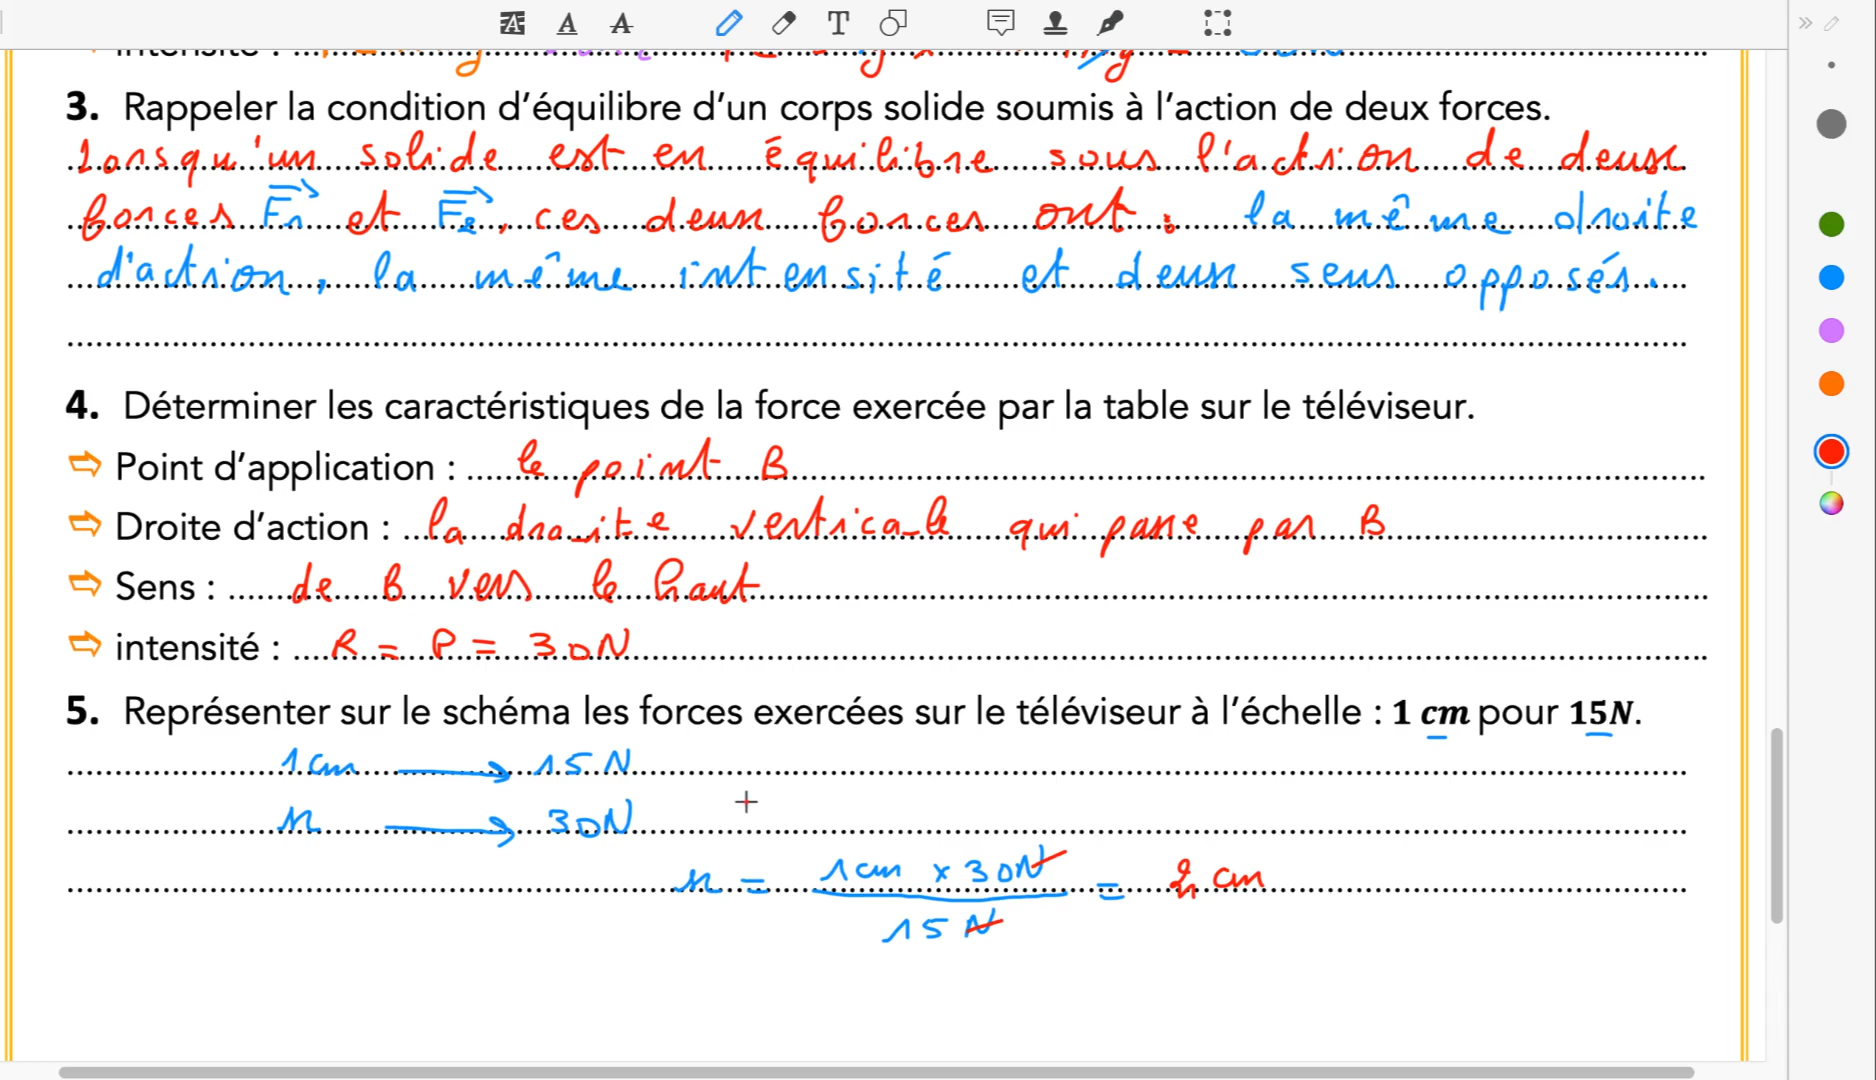 intensité :
3. Rappeler la condition d’équilibre d’un corps solide soumis à l’action de deux forces.
Lorsqu'un solide est en équilibre sous l'action de deux
forces F1 et F2, ces deux forces ont : la même droite
d'action, la même intensité et deux sens opposés.
4. Déterminer les caractéristiques de la force exercée par la table sur le téléviseur.
⇨ Point d’application : le point B
⇨ Droite d’action : la droite verticale qui passe par B
⇨ Sens : de B vers le haut
⇨ intensité : R = P = 30N
5. Représenter sur le schéma les forces exercées sur le téléviseur à l’échelle : 1 cm pour 15N.
1cm → 15 N
x → 30N
x = 1cm × 30N / 15 N = 2 cm